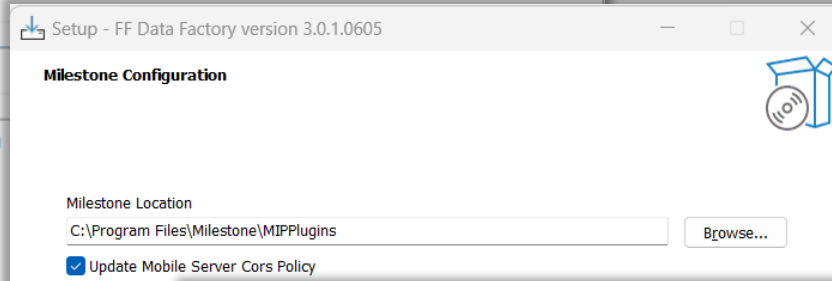 Setup - FF Data Factory version 3.0.1.0605
Milestone Configuration
Milestone Location
C:\Program Files\Milestone\MIPPlugins
Browse...
Update Mobile Server Cors Policy